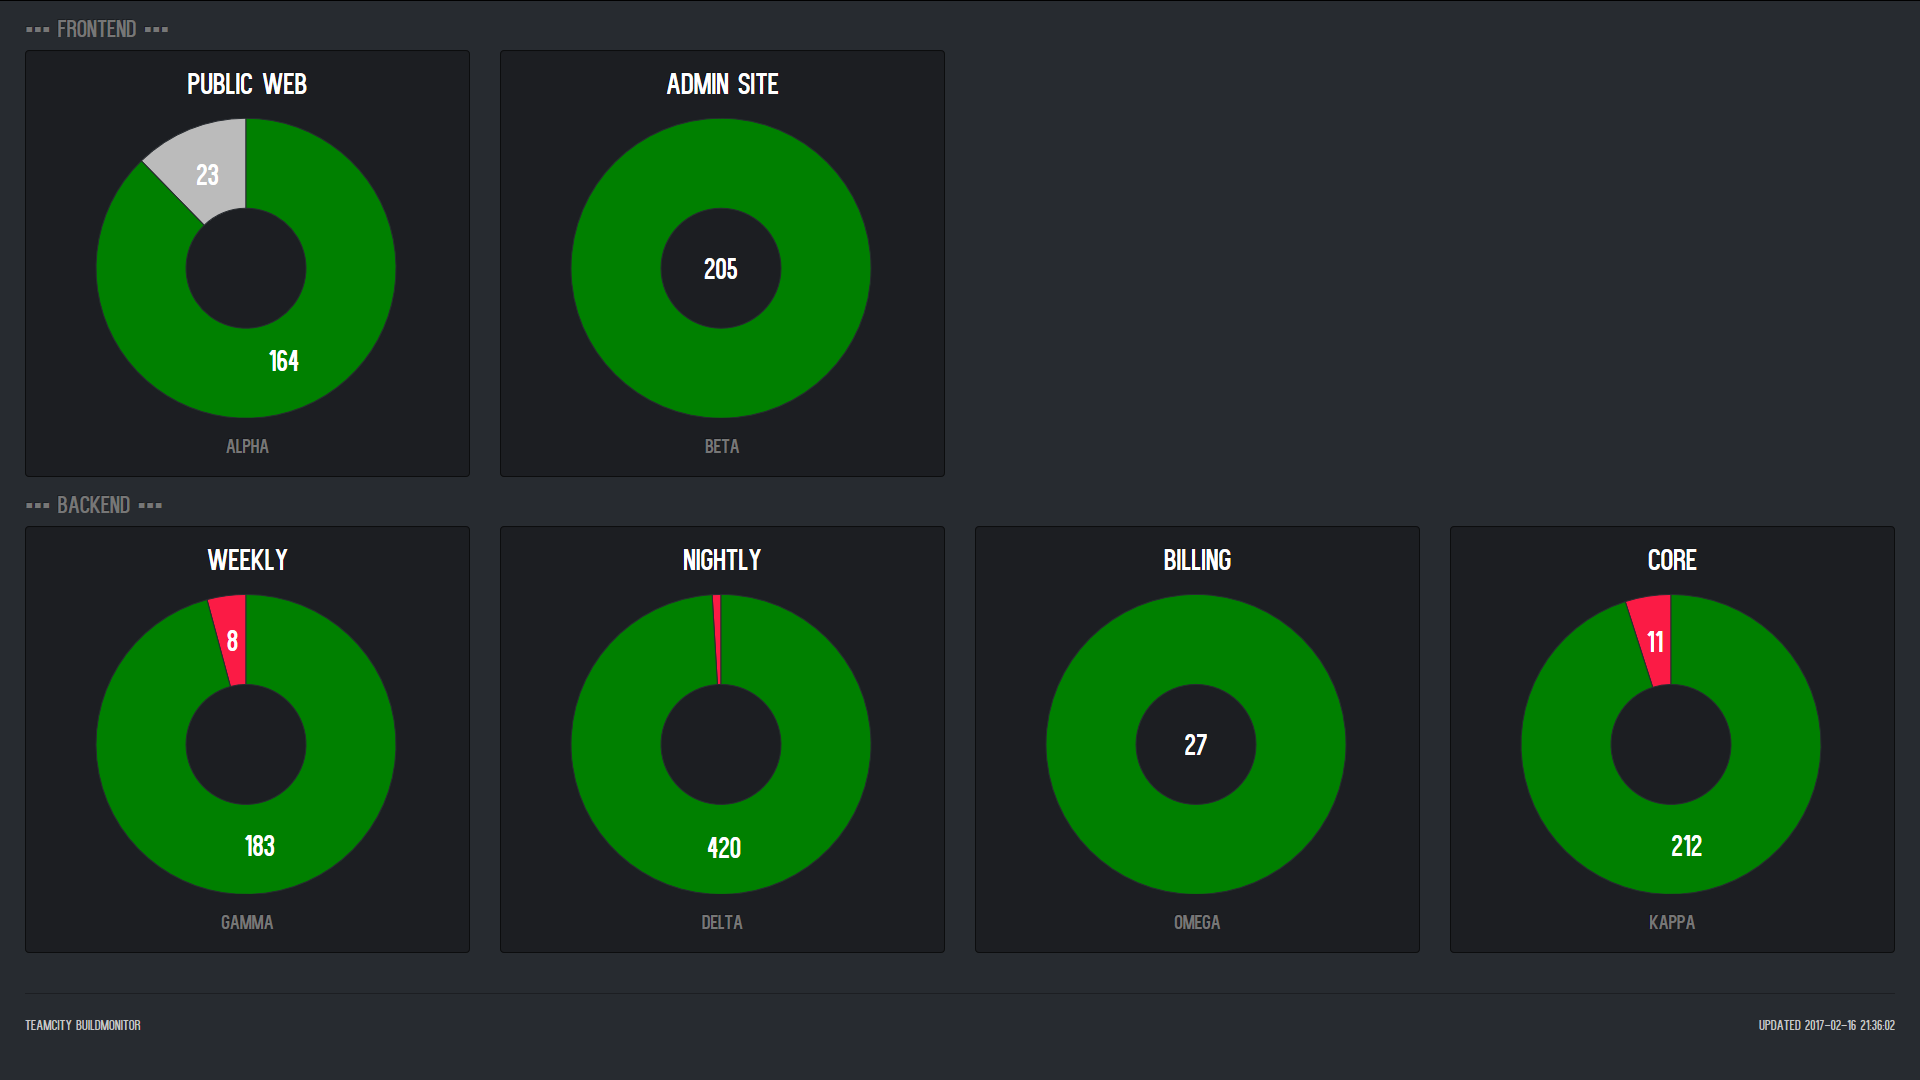 --- FRONTEND ---
PUBLIC WEB
23
164
ALPHA
ADMIN SITE
205
BETA
--- BACKEND ---
WEEKLY
8
183
GAMMA
NIGHTLY
420
DELTA
BILLING
27
OMEGA
CORE
11
212
KAPPA
TEAMCITY BUILDMONITOR
UPDATED 2017-02-16 21:36:02